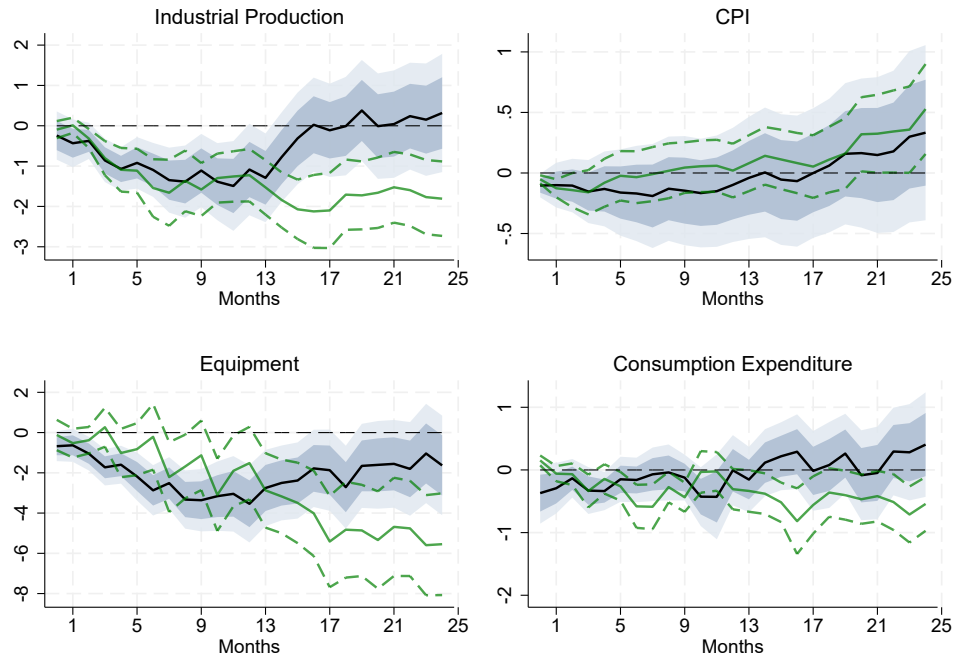 Industrial Production
2
1
0
-1
-2
-3
1 5 9 13 17 21 25
Months
CPI
1
.5
0
-.5
1 5 9 13 17 21 25
Months
Equipment
2
0
-2
-4
-6
-8
1 5 9 13 17 21 25
Months
Consumption Expenditure
1
0
-1
-2
1 5 9 13 17 21 25
Months